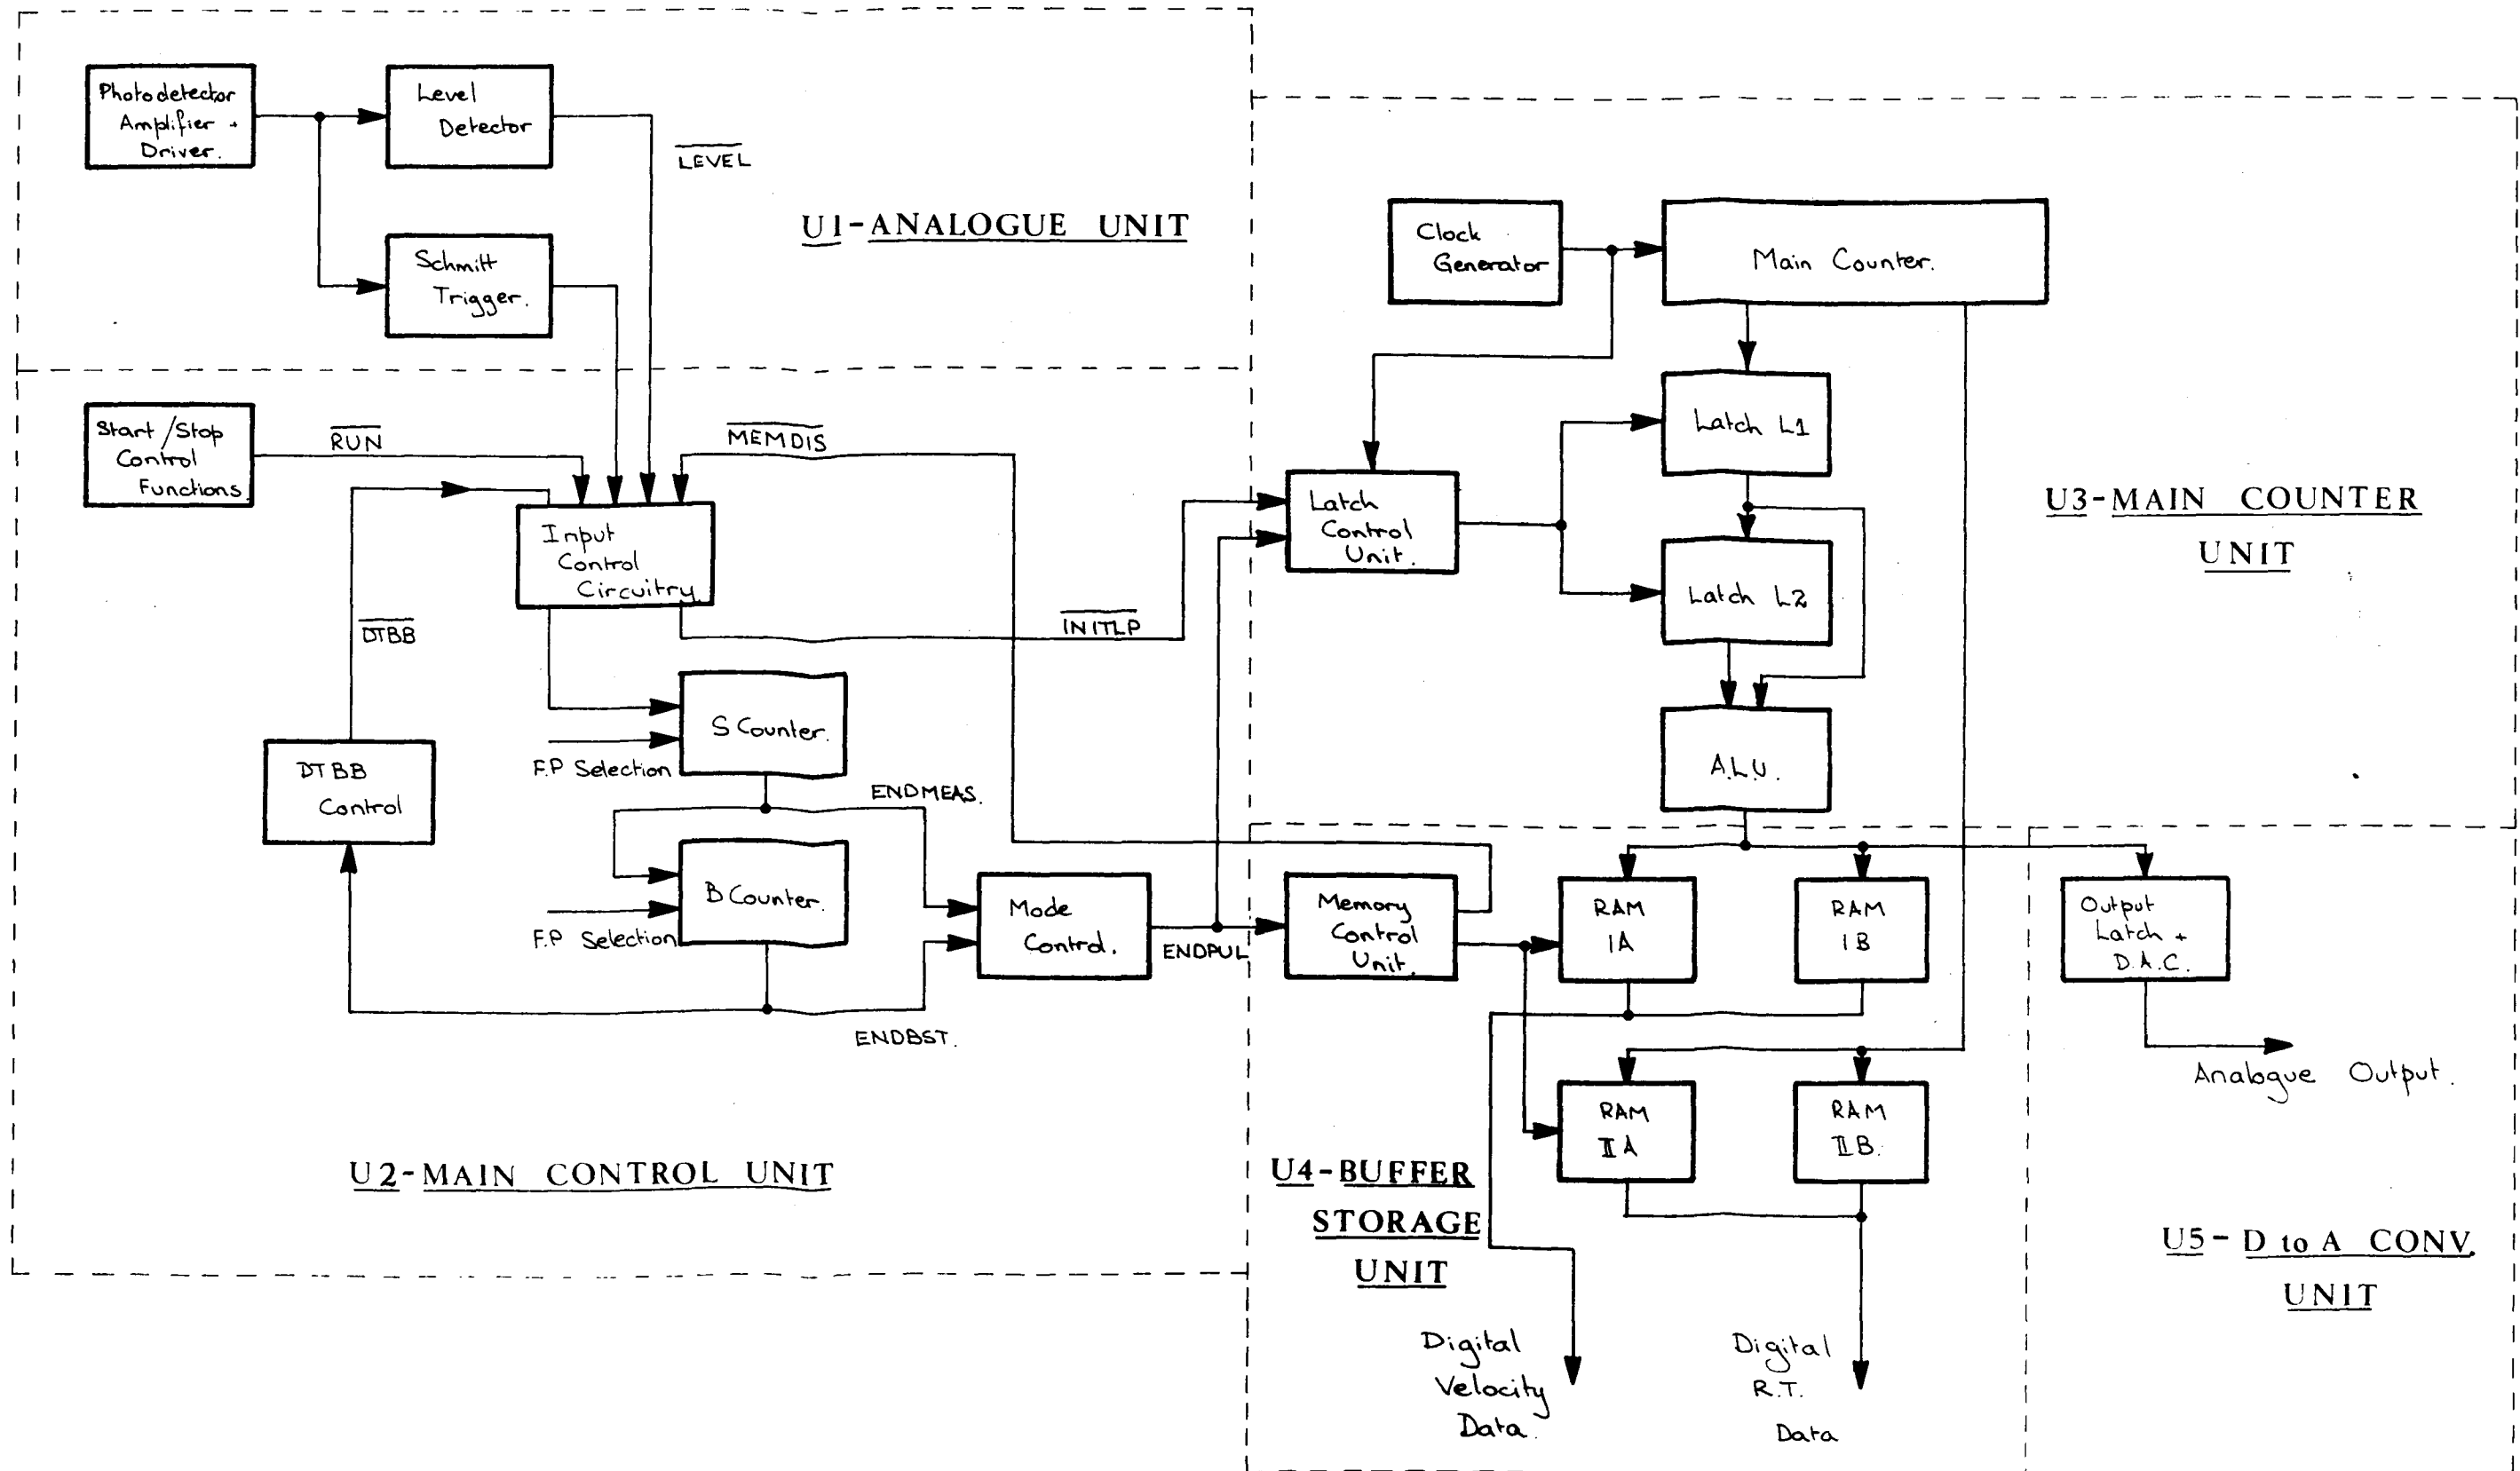 Photodetector
Amplifier +
Driver.
Level
Detector
LEVEL
U1-ANALOGUE UNIT
Schmitt
Trigger.
Clock
Generator
Main Counter.
Start/Stop
Control
Functions
RUN
MEMDIS
Input
Control
Circuitry.
DTBB
INITLP
Latch
Control
Unit.
Latch L1
Latch L2
U3-MAIN COUNTER
UNIT
A.L.U.
S Counter.
F.P Selection
DTBB
Control
ENDMEAS.
B Counter.
F.P Selection
Mode
Control.
ENDPUL
ENDBST.
Memory
Control
Unit.
RAM
IA
RAM
IB
Output
Latch +
D.A.C.
Analogue Output.
RAM
IIA
RAM
IIB.
U2-MAIN CONTROL UNIT
U4-BUFFER
STORAGE
UNIT
U5-D to A CONV.
UNIT
Digital
Velocity
Data.
Digital
R.T.
Data